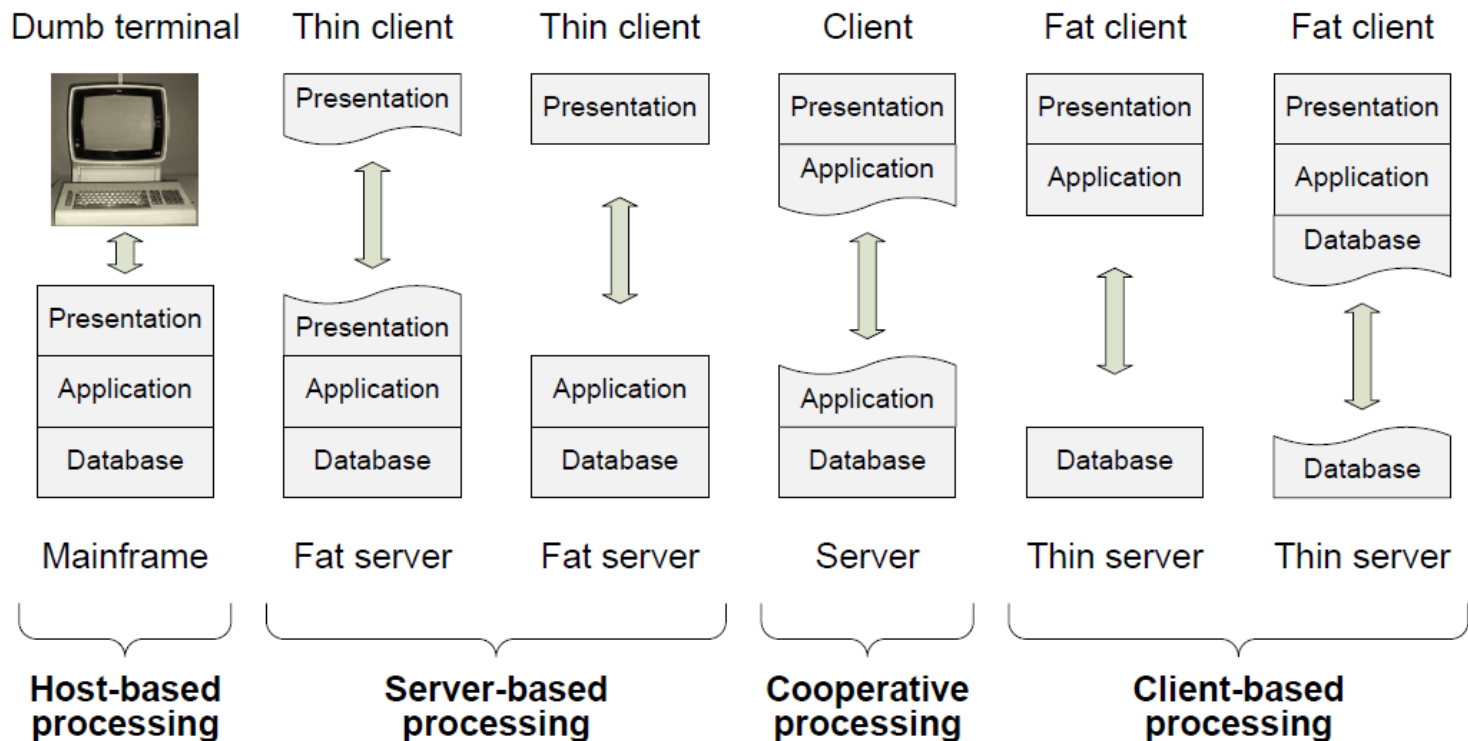 Dumb terminal
Thin client
Thin client
Client
Fat client
Fat client
Presentation
Presentation
Presentation
Presentation
Presentation
Application
Application
Application
Database
Presentation
Presentation
Application
Application
Application
Application
Database
Database
Database
Database
Database
Database
Mainframe
Fat server
Fat server
Server
Thin server
Thin server
Host-based
processing
Server-based
processing
Cooperative
processing
Client-based
processing